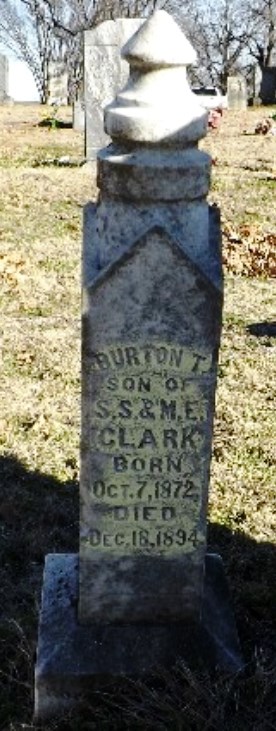 BURTON T.
SON OF
S.S.&M.E.
CLARK
BORN
OCT. 7, 1872,
DIED
DEC. 18, 1894.